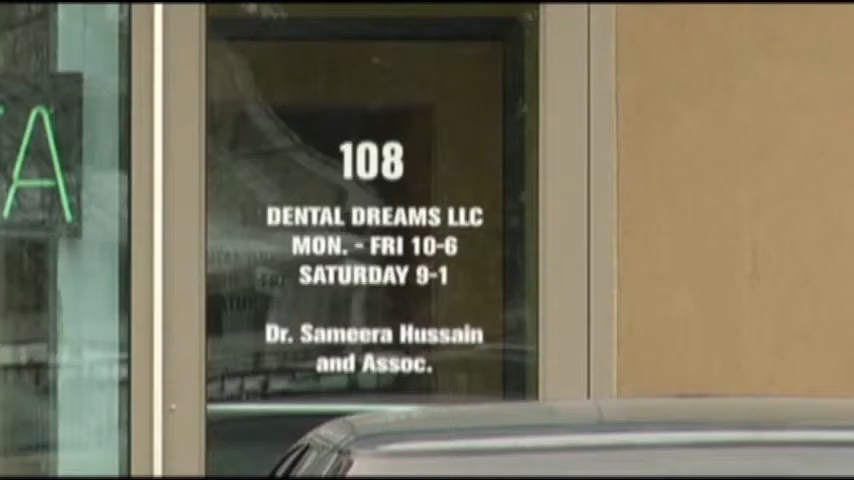 A
108
DENTAL DREAMS LLC
MON. - FRI 10-6
SATURDAY 9-1
Dr. Sameera Hussain
and Assoc.